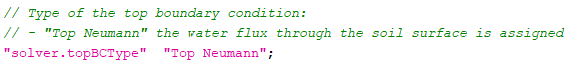 // Type of the top boundary condition:
// - "Top Neumann" the water flux through the soil surface is assigned
"solver.topBCType" "Top Neumann";